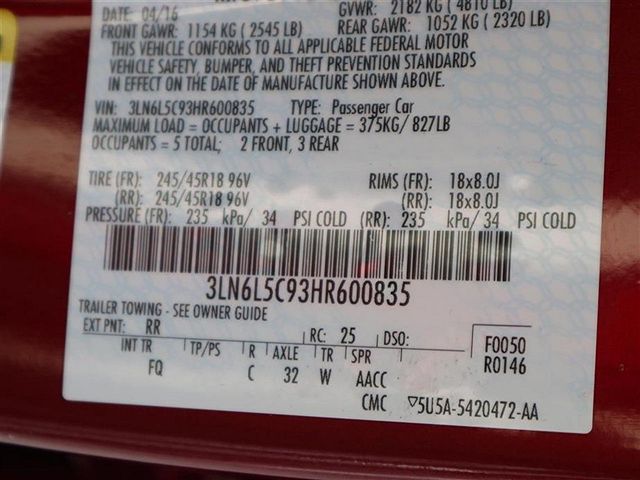 DATE: 04/16 GVWR: 2182 KG ( 4810 LB)
FRONT GAWR: 1154 KG ( 2545 LB) REAR GAWR: 1052 KG ( 2320 LB)
THIS VEHICLE CONFORMS TO ALL APPLICABLE FEDERAL MOTOR
VEHICLE SAFETY, BUMPER, AND THEFT PREVENTION STANDARDS
IN EFFECT ON THE DATE OF MANUFACTURE SHOWN ABOVE.
VIN: 3LN6L5C93HR600835 TYPE: Passenger Car
MAXIMUM LOAD = OCCUPANTS + LUGGAGE = 375KG/ 827LB
OCCUPANTS = 5 TOTAL; 2 FRONT, 3 REAR
TIRE (FR): 245/45R18 96V RIMS (FR): 18x8.0J
(RR): 245/45R18 96V (RR): 18x8.0J
PRESSURE (FR): 235 kPa/ 34 PSI COLD (RR): 235 kPa/ 34 PSI COLD
3LN6L5C93HR600835
TRAILER TOWING - SEE OWNER GUIDE
EXT PNT: RR RC: 25 DSO: F0050
INT TR TP/PS R AXLE TR SPR R0146
FQ C 32 W AACC
CMC ▽5U5A-5420472-AA